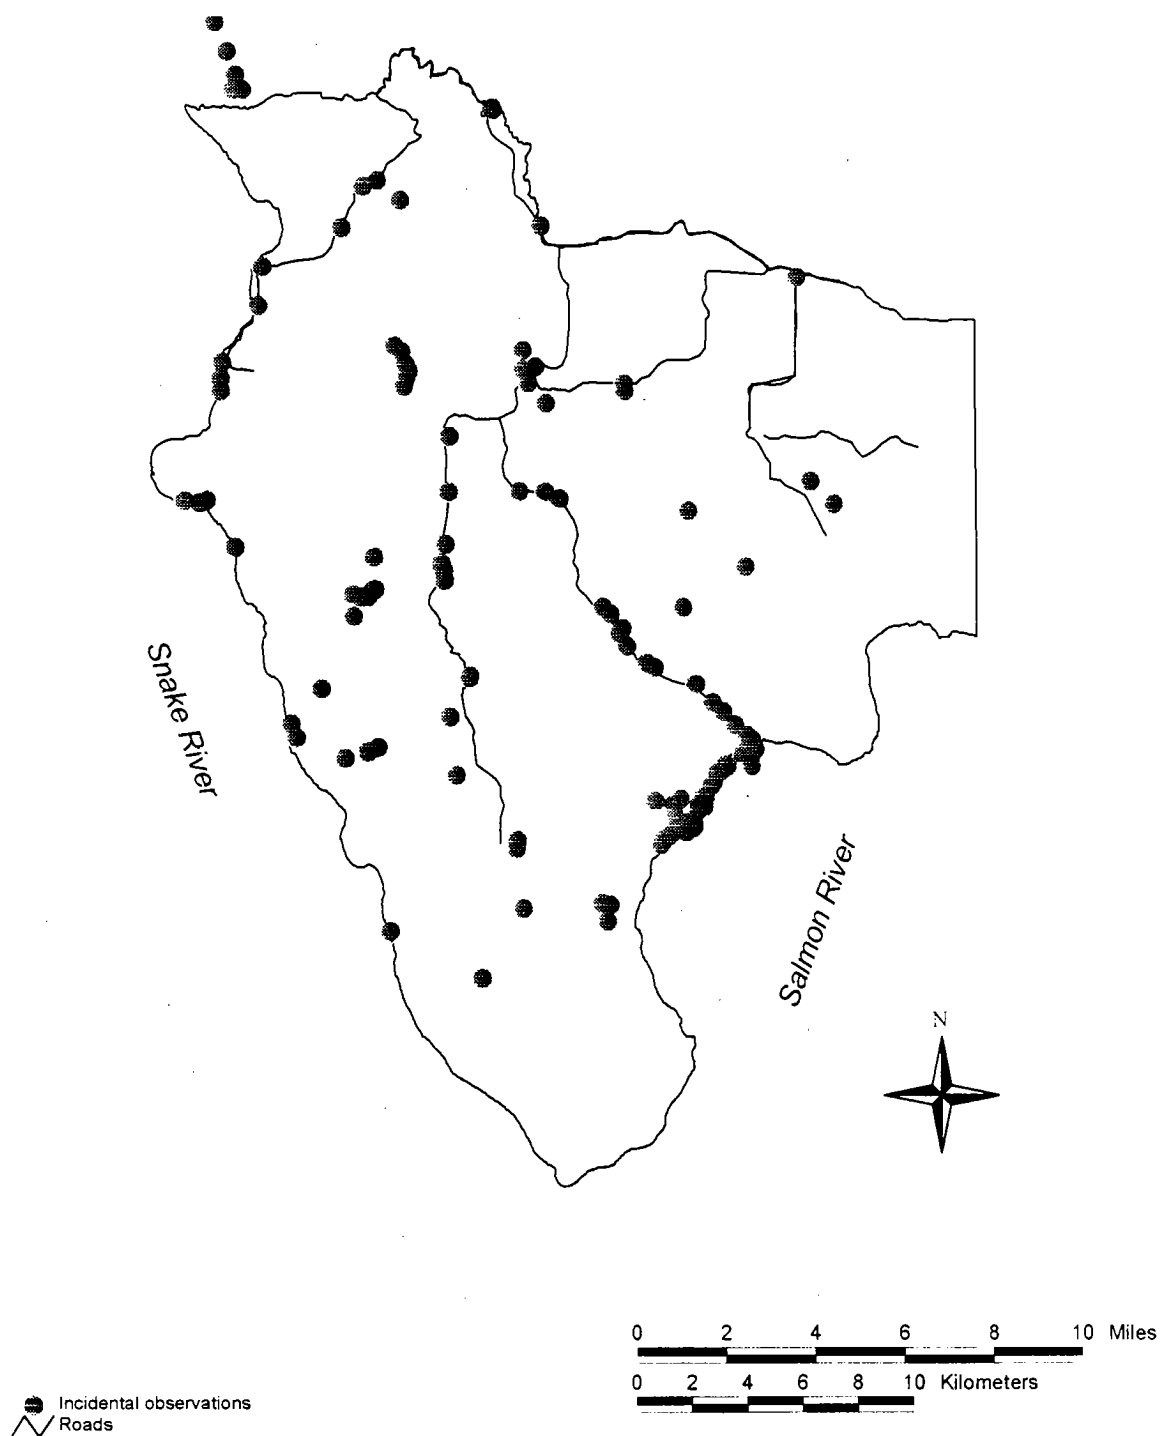 Snake River
Salmon River
N
0 2 4 6 8 10 Miles
0 2 4 6 8 10 Kilometers
Incidental observations
Roads